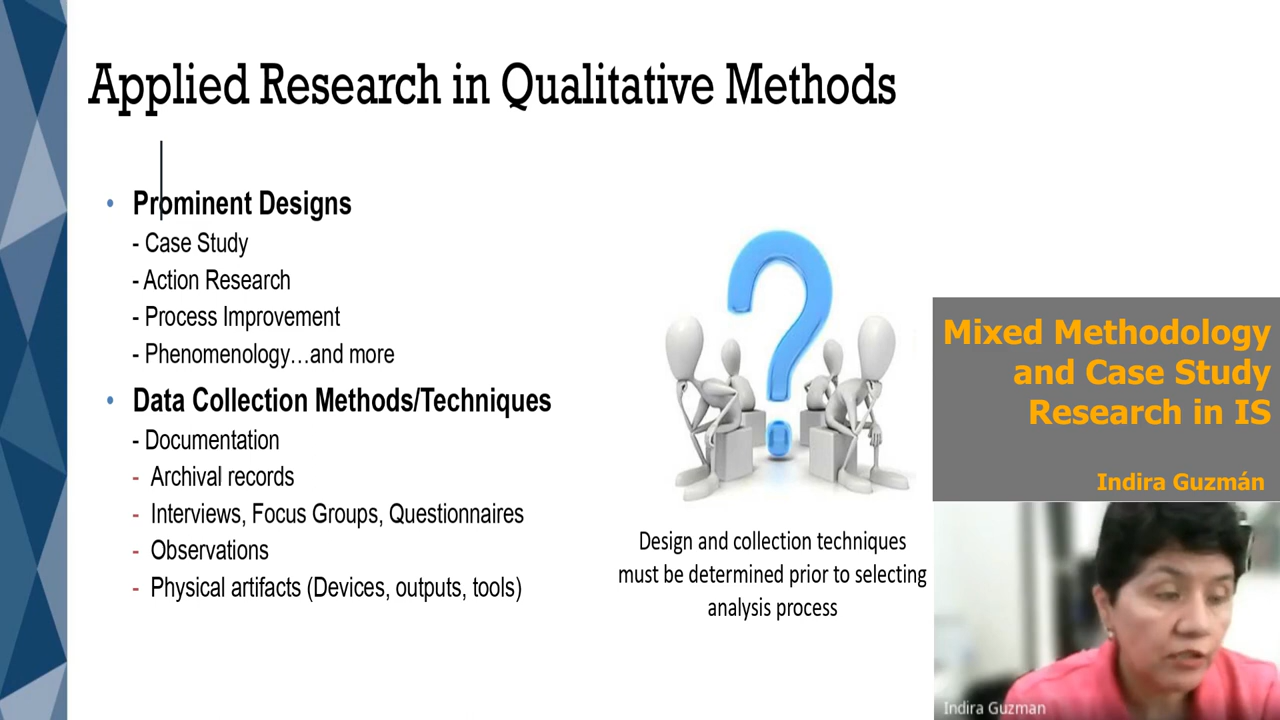 Applied Research in Qualitative Methods
• Prominent Designs
- Case Study
- Action Research
- Process Improvement
- Phenomenology…and more
• Data Collection Methods/Techniques
- Documentation
- Archival records
- Interviews, Focus Groups, Questionnaires
- Observations
- Physical artifacts (Devices, outputs, tools)
Design and collection techniques
must be determined prior to selecting
analysis process
Mixed Methodology
and Case Study
Research in IS
Indira Guzmán
Indira Guzman